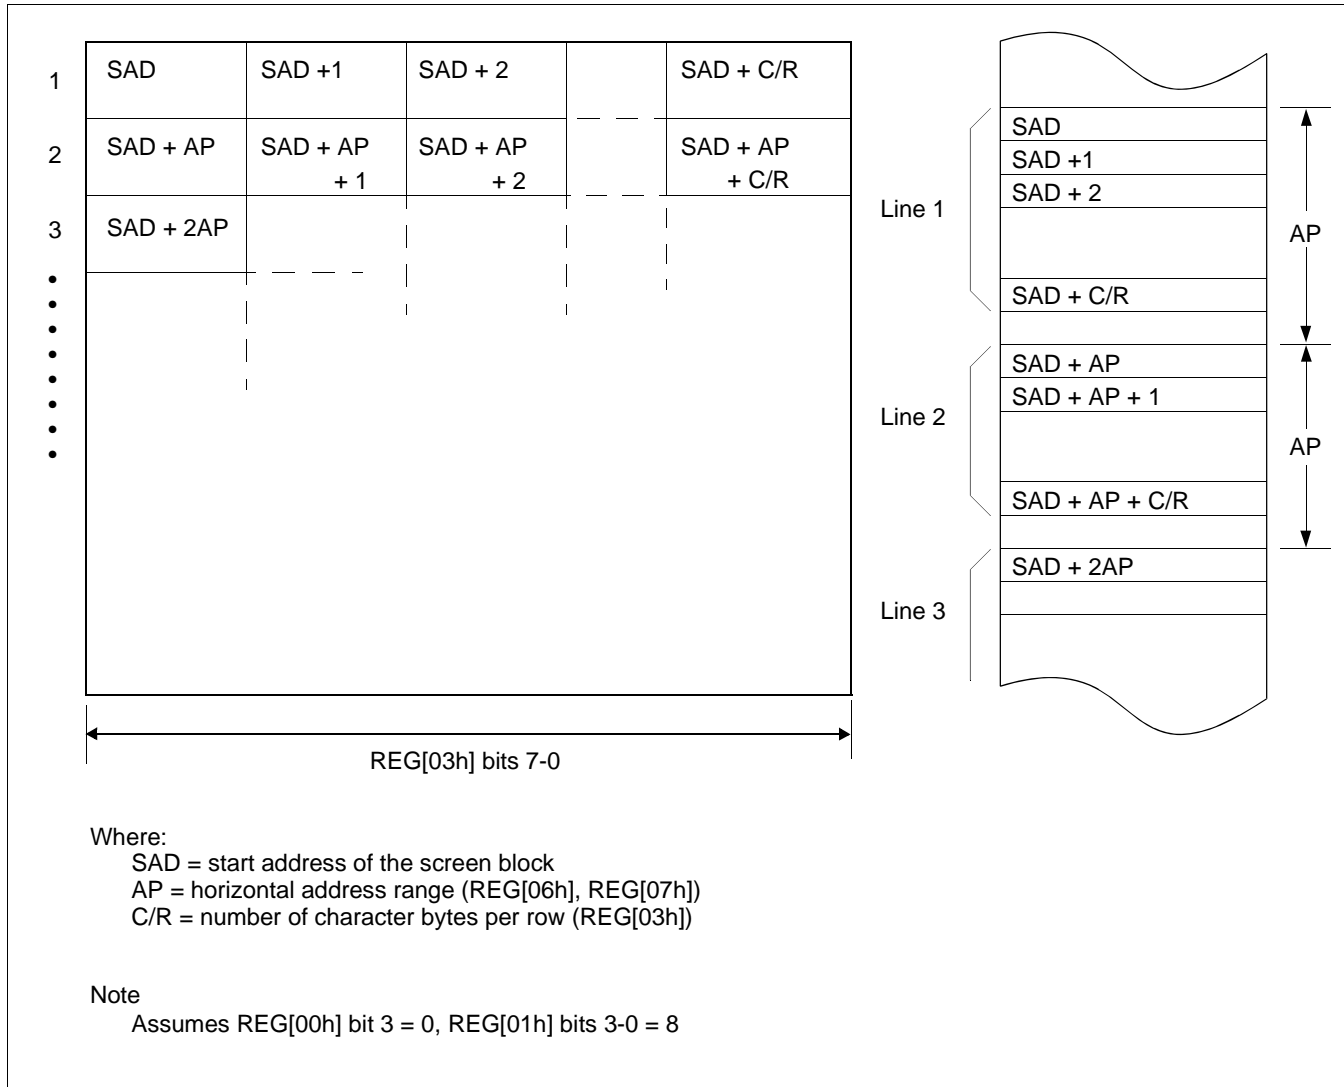 1
SAD
SAD +1
SAD + 2
SAD + C/R
2
SAD + AP
SAD + AP
+ 1
SAD + AP
+ 2
SAD + AP
+ C/R
3
SAD + 2AP
REG[03h] bits 7-0
Line 1
SAD
SAD +1
SAD + 2
SAD + C/R
AP
Line 2
SAD + AP
SAD + AP + 1
SAD + AP + C/R
AP
Line 3
SAD + 2AP
Where:
SAD = start address of the screen block
AP = horizontal address range (REG[06h], REG[07h])
C/R = number of character bytes per row (REG[03h])
Note
Assumes REG[00h] bit 3 = 0, REG[01h] bits 3-0 = 8